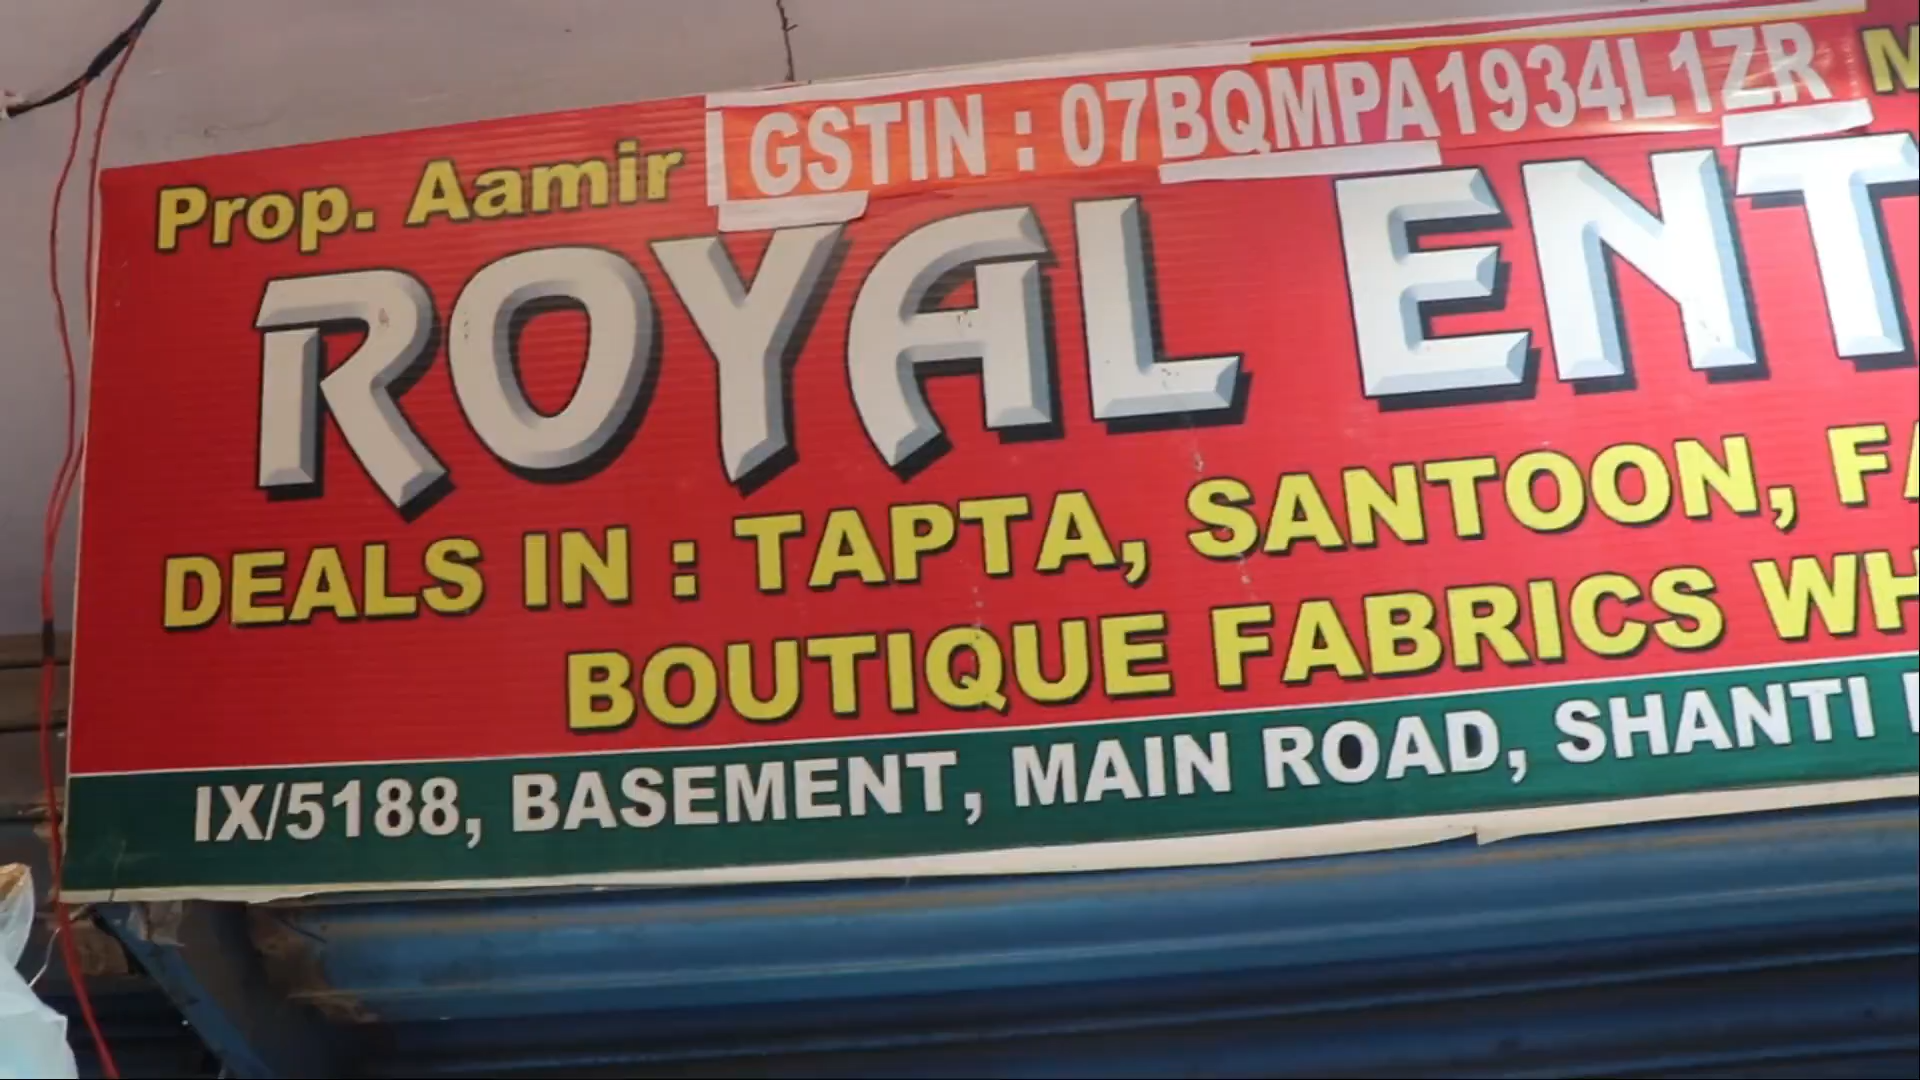 Prop. Aamir GSTIN : 07BQMPA1934L1ZR
ROYAL ENT
DEALS IN : TAPTA, SANTOON, FA
BOUTIQUE FABRICS WH
IX/5188, BASEMENT, MAIN ROAD, SHANTI